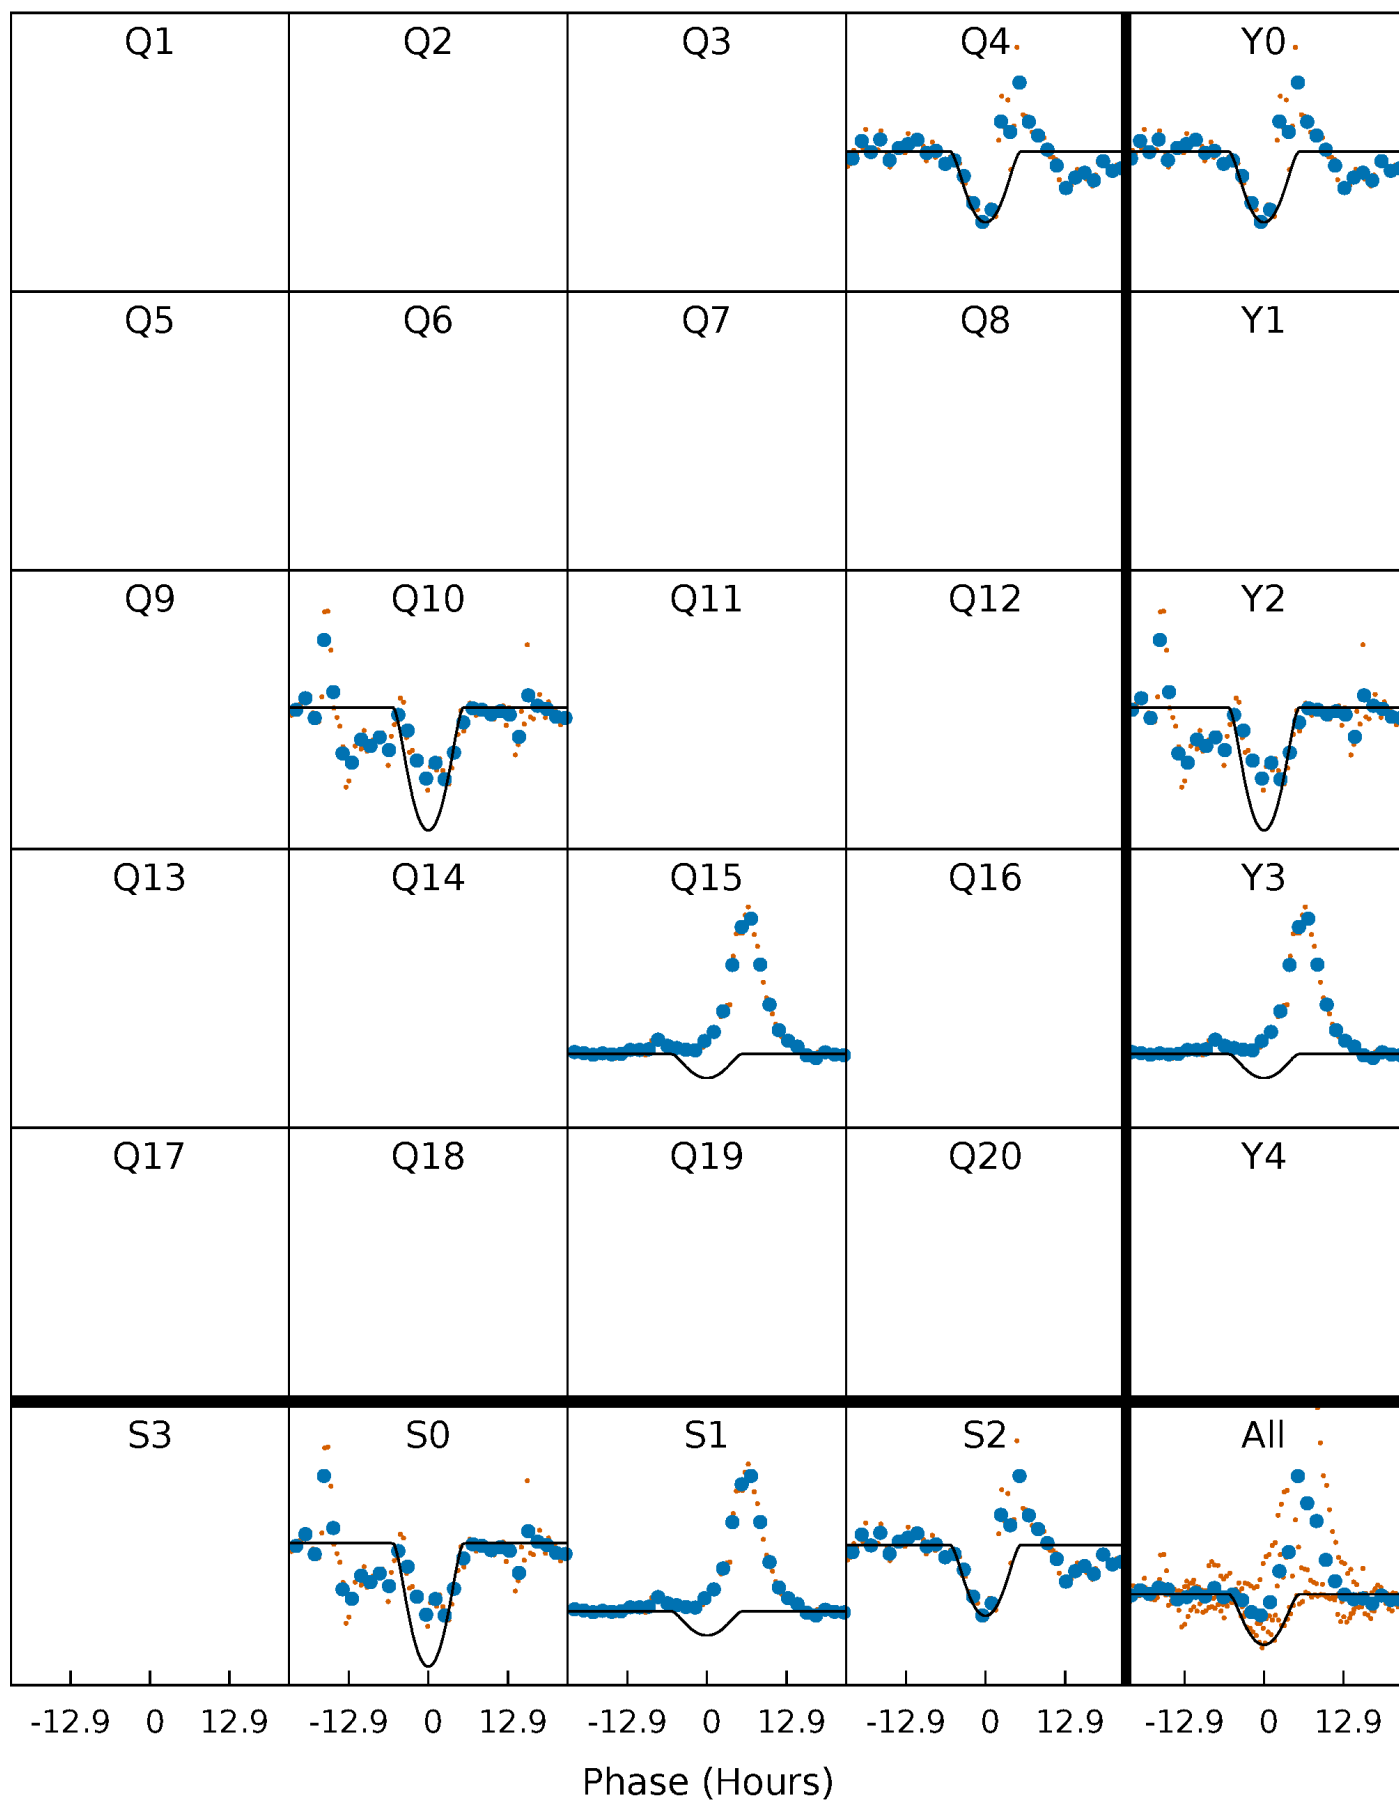 Q1 Q2 Q3 Q4 Y0
Q5 Q6 Q7 Q8 Y1
Q9 Q10 Q11 Q12 Y2
Q13 Q14 Q15 Q16 Y3
Q17 Q18 Q19 Q20 Y4
S3 S0 S1 S2 All
-12.9 0 12.9 -12.9 0 12.9 -12.9 0 12.9 -12.9 0 12.9 -12.9 0 12.9
Phase (Hours)